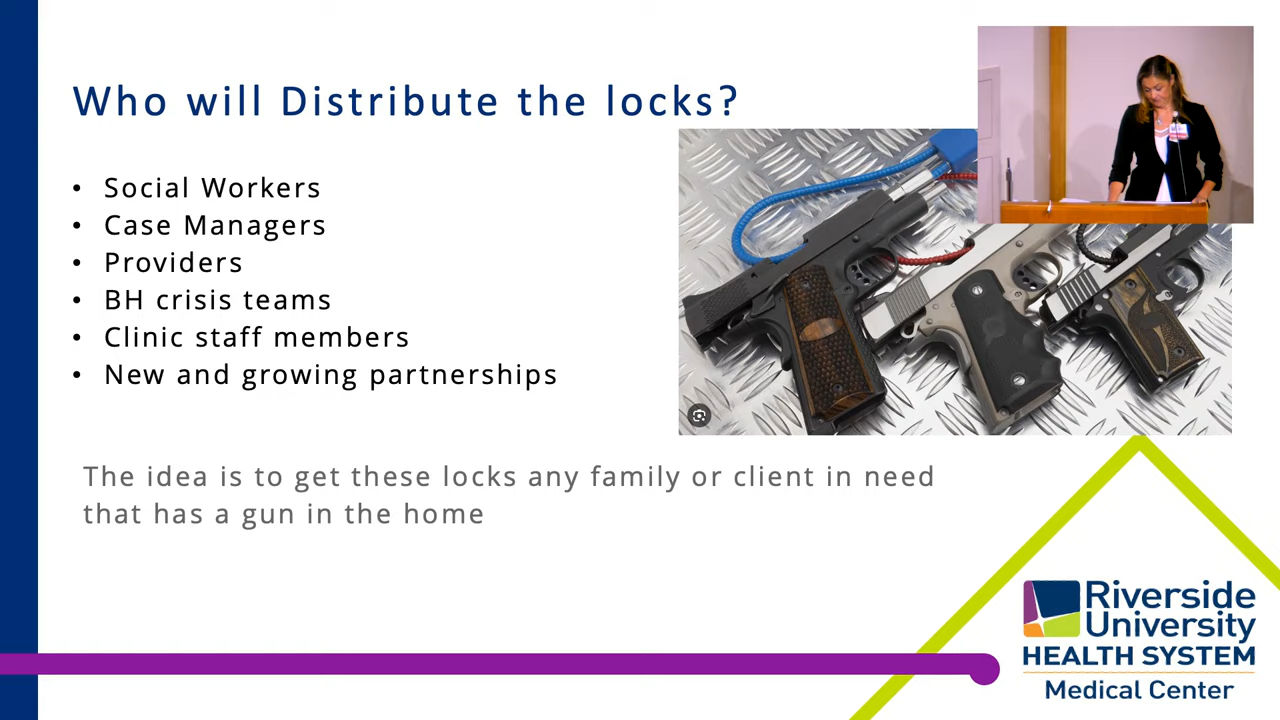 Who will Distribute the locks?
• Social Workers
• Case Managers
• Providers
• BH crisis teams
• Clinic staff members
• New and growing partnerships
The idea is to get these locks any family or client in need
that has a gun in the home
Riverside
University
HEALTH SYSTEM
Medical Center